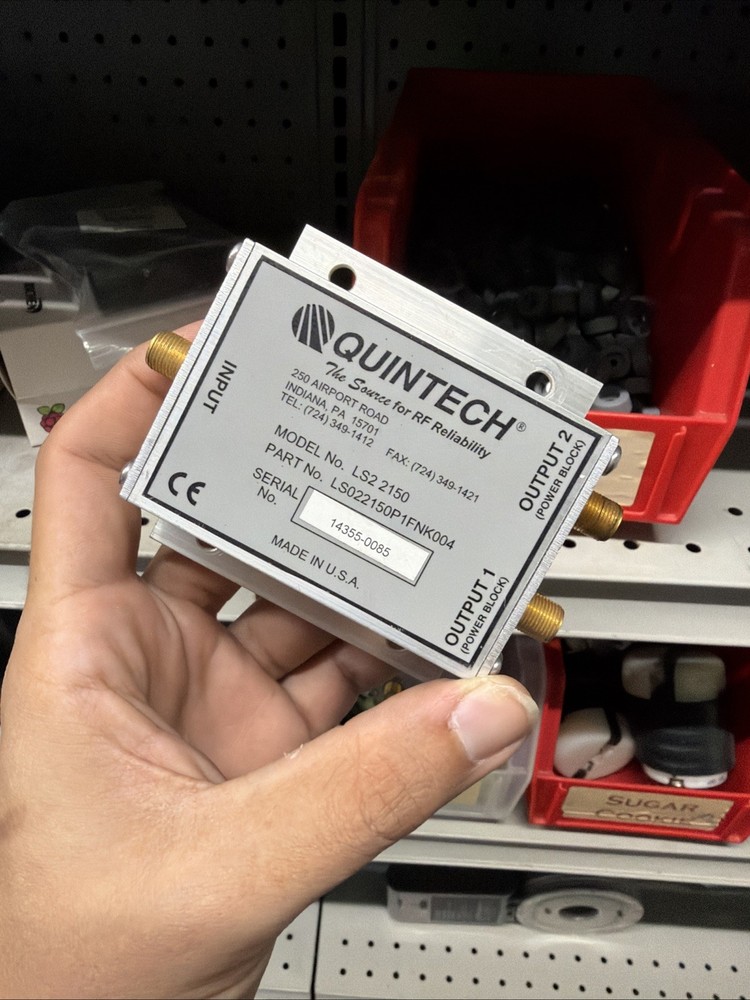 QUINTECH®
The Source for RF Reliability
250 AIRPORT ROAD
INDIANA, PA 15701
TEL: (724) 349-1412 FAX: (724) 349-1421
MODEL No. LS2 2150
PART No. LS022150P1FNK004
SERIAL No. 14355-0085
MADE IN U.S.A.
CE
INPUT
OUTPUT 2
(POWER BLOCK)
OUTPUT 1
(POWER BLOCK)
SUGAR